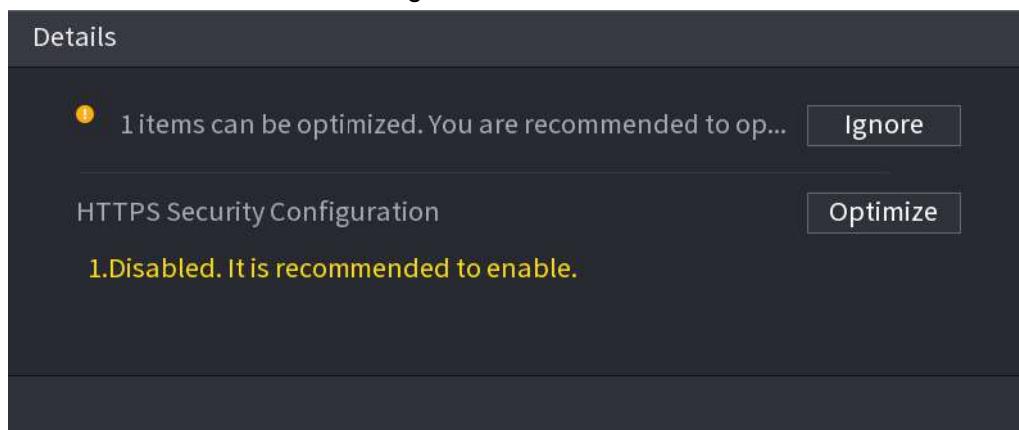 Details
1 items can be optimized. You are recommended to op... Ignore
HTTPS Security Configuration Optimize
1.Disabled. It is recommended to enable.